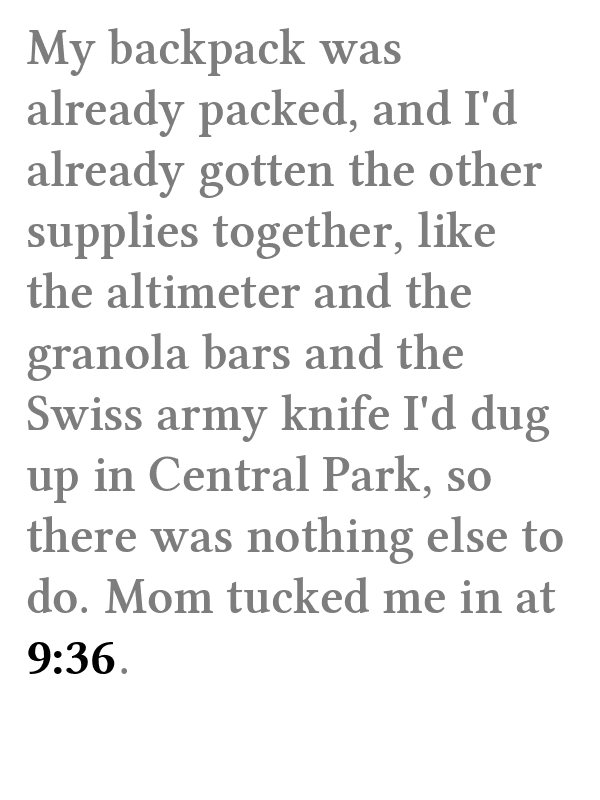 My backpack was
already packed, and I'd
already gotten the other
supplies together, like
the altimeter and the
granola bars and the
Swiss army knife I'd dug
up in Central Park, so
there was nothing else to
do. Mom tucked me in at
9:36.